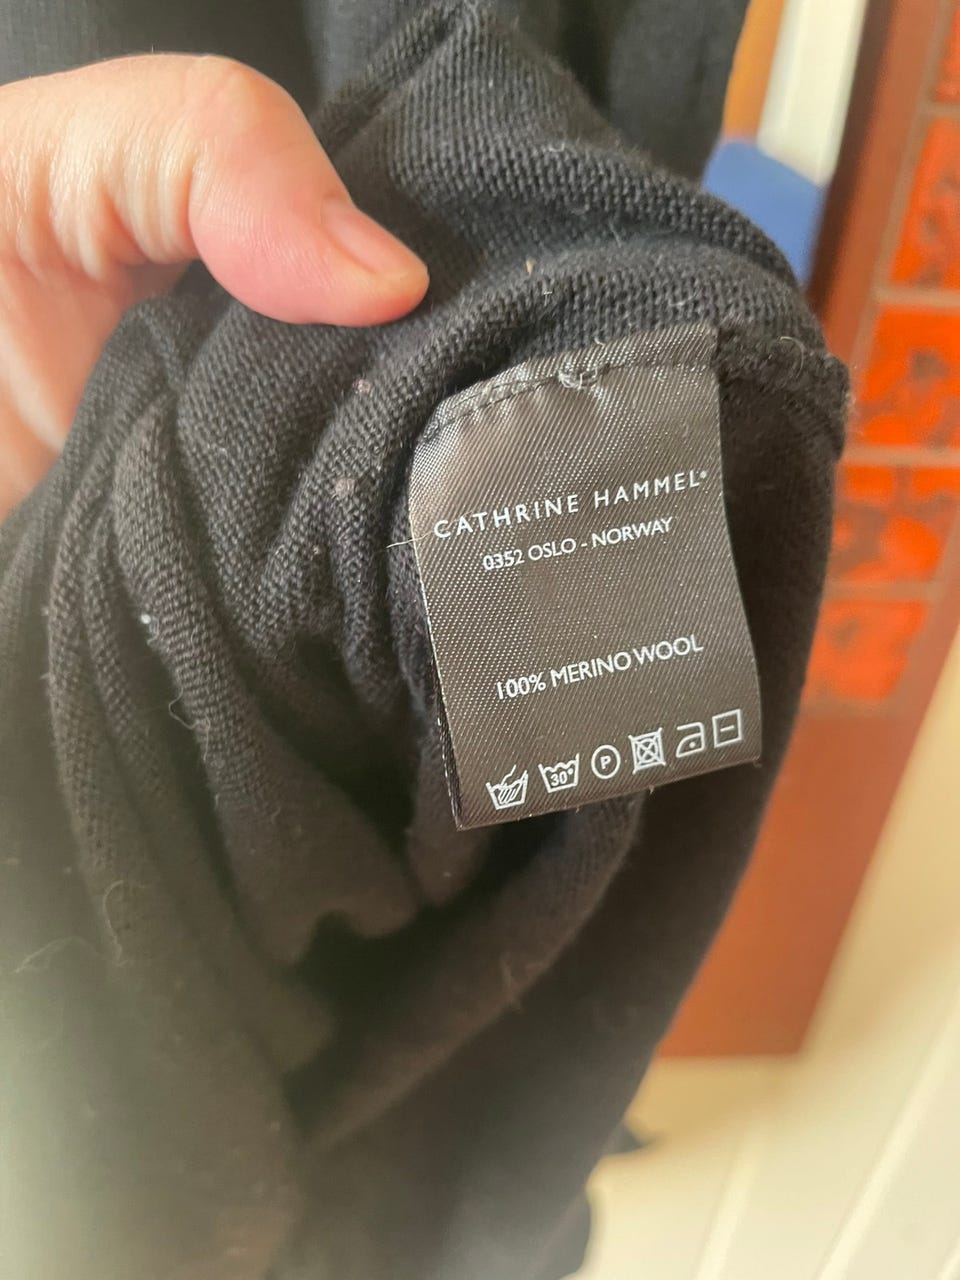 CATHRINE HAMMEL®
0352 OSLO - NORWAY
100% MERINO WOOL
30° P